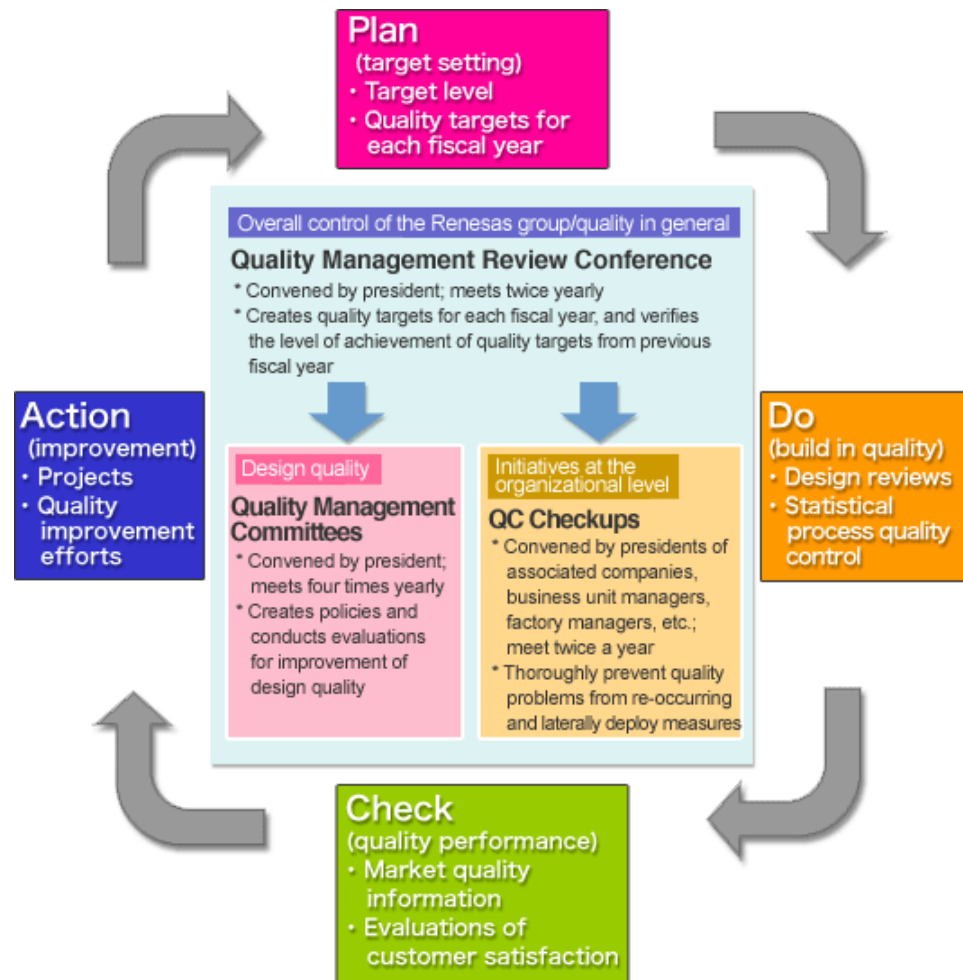 Plan
(target setting)
・Target level
・Quality targets for
each fiscal year
Overall control of the Renesas group/quality in general
Quality Management Review Conference
* Convened by president; meets twice yearly
* Creates quality targets for each fiscal year, and verifies
the level of achievement of quality targets from previous
fiscal year
Action
(improvement)
・Projects
・Quality
improvement
efforts
Design quality
Quality Management
Committees
* Convened by president;
meets four times yearly
* Creates policies and
conducts evaluations
for improvement of
design quality
Initiatives at the
organizational level
QC Checkups
* Convened by presidents of
associated companies,
business unit managers,
factory managers, etc.;
meet twice a year
* Thoroughly prevent quality
problems from re-occurring
and laterally deploy measures
Do
(build in quality)
・Design reviews
・Statistical
process quality
control
Check
(quality performance)
・Market quality
information
・Evaluations of
customer satisfaction